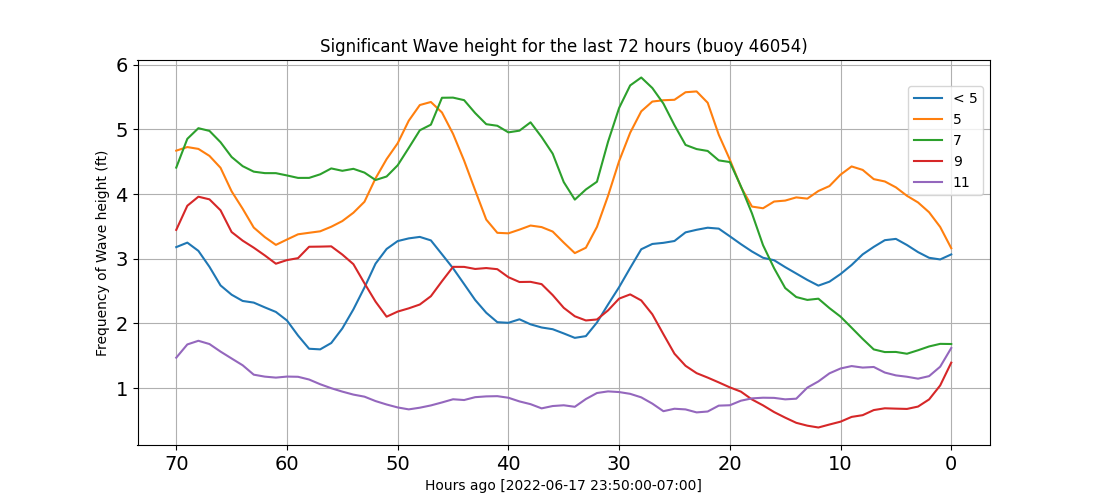 Significant Wave height for the last 72 hours (buoy 46054)
Frequency of Wave height (ft)
6
5
4
3
2
1
< 5
5
7
9
11
70 60 50 40 30 20 10 0
Hours ago [2022-06-17 23:50:00-07:00]